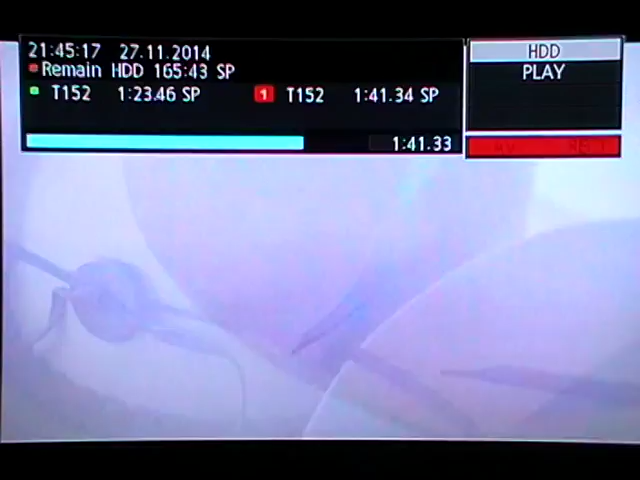 21:45:17 27.11.2014
Remain HDD 165:43 SP
T152 1:23.46 SP 1 T152 1:41.34 SP
1:41.33
HDD
PLAY